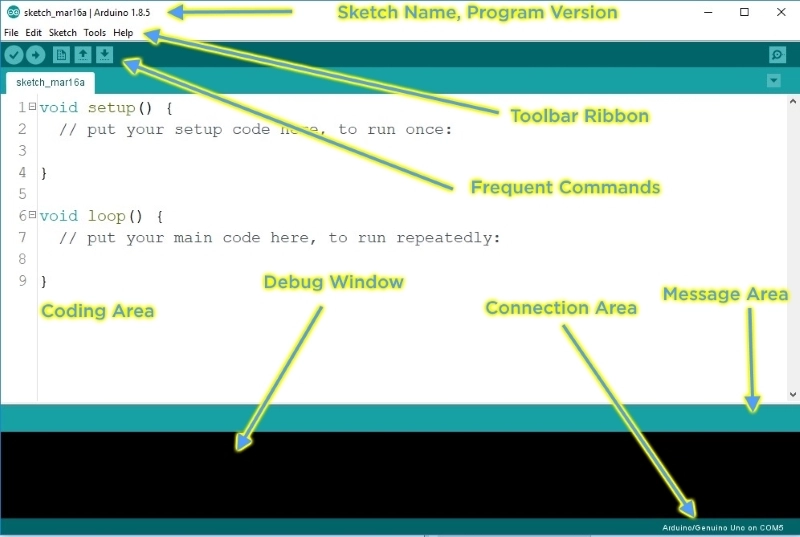 sketch_mar16a | Arduino 1.8.5
Sketch Name, Program Version
File Edit Sketch Tools Help
sketch_mar16a
1 void setup() {
Toolbar Ribbon
2 // put your setup code here, to run once:
3
4 }
Frequent Commands
5
6 void loop() {
7 // put your main code here, to run repeatedly:
8
9 }
Debug Window
Message Area
Coding Area
Connection Area
Arduino/Genuino Uno on COM5